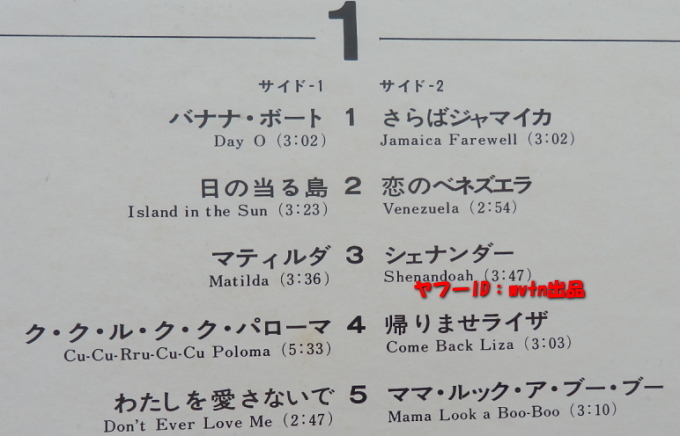 1
サイド-1
サイド-2
バナナ・ボート 1 さらばジャマイカ
Day O (3:02)
Jamaica Farewell (3:02)
日の当る島 2 恋のベネズエラ
Island in the Sun (3:23)
Venezuela (2:54)
マティルダ 3 シェナンドー
Matilda (3:36)
Shenandoah (3:47)
ヤフーID：mvtn出品
ク・ク・ル・ク・ク・パローマ 4 帰りませライザ
Cu-Cu-Rru-Cu-Cu Poloma (5:33)
Come Back Liza (3:03)
わたしを愛さないで 5 ママ・ルック・ア・ブー・ブー
Don't Ever Love Me (2:47)
Mama Look a Boo-Boo (3:10)